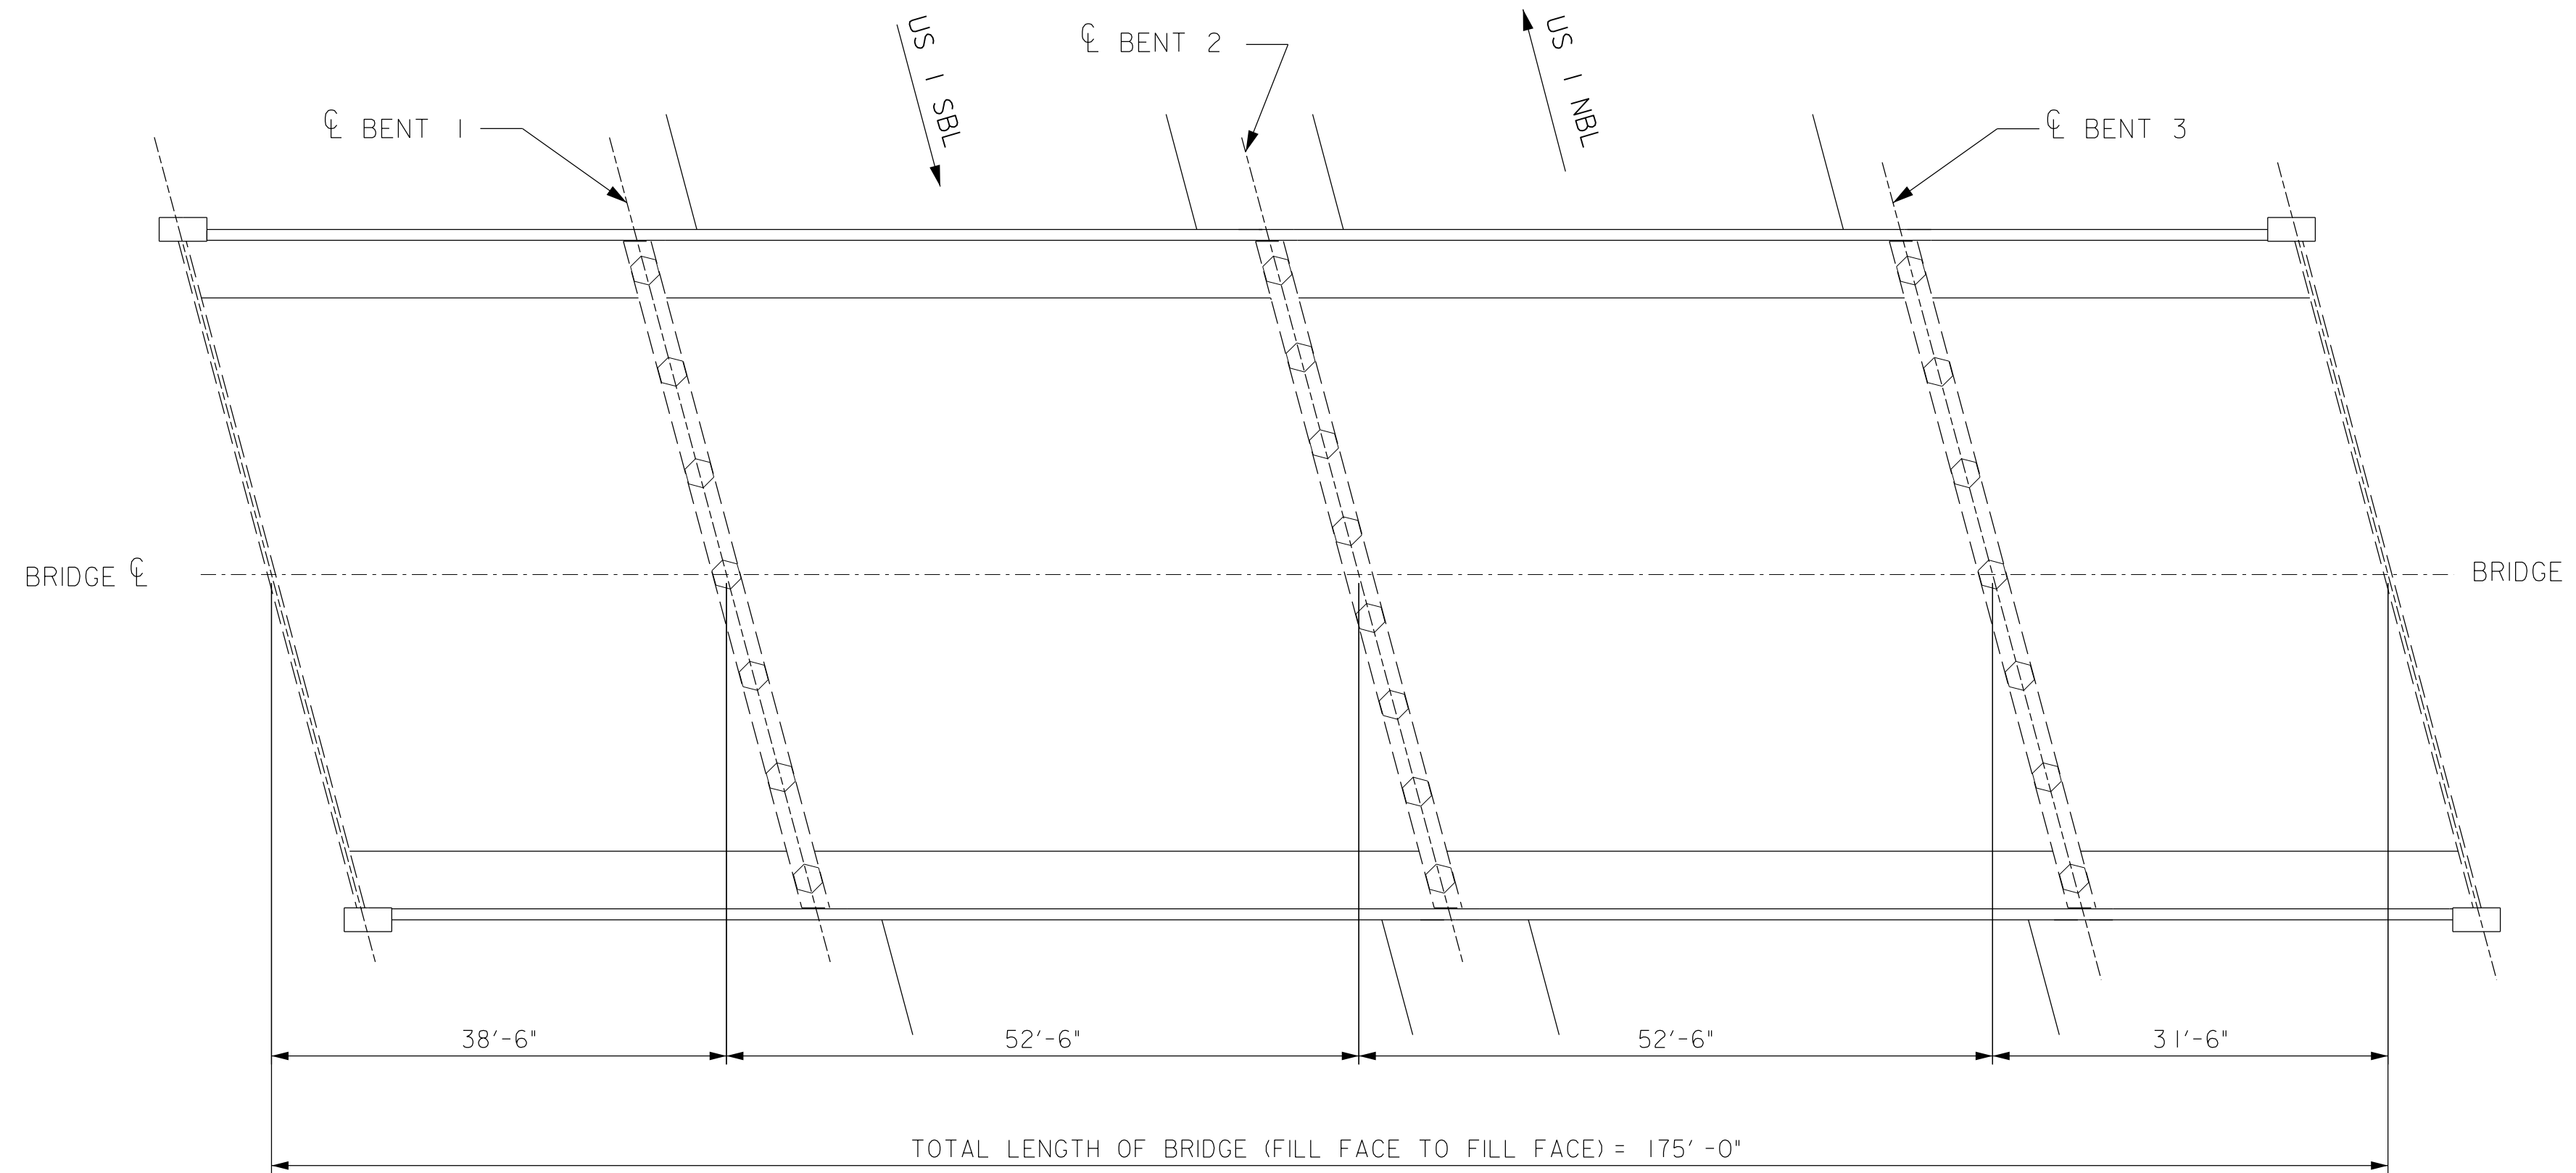 US 1 SBL
℄ BENT 2
US 1 NBL
℄ BENT 1
℄ BENT 3
BRIDGE ℄
BRIDGE
38'-6"
52'-6"
52'-6"
31'-6"
TOTAL LENGTH OF BRIDGE (FILL FACE TO FILL FACE) = 175'-0"